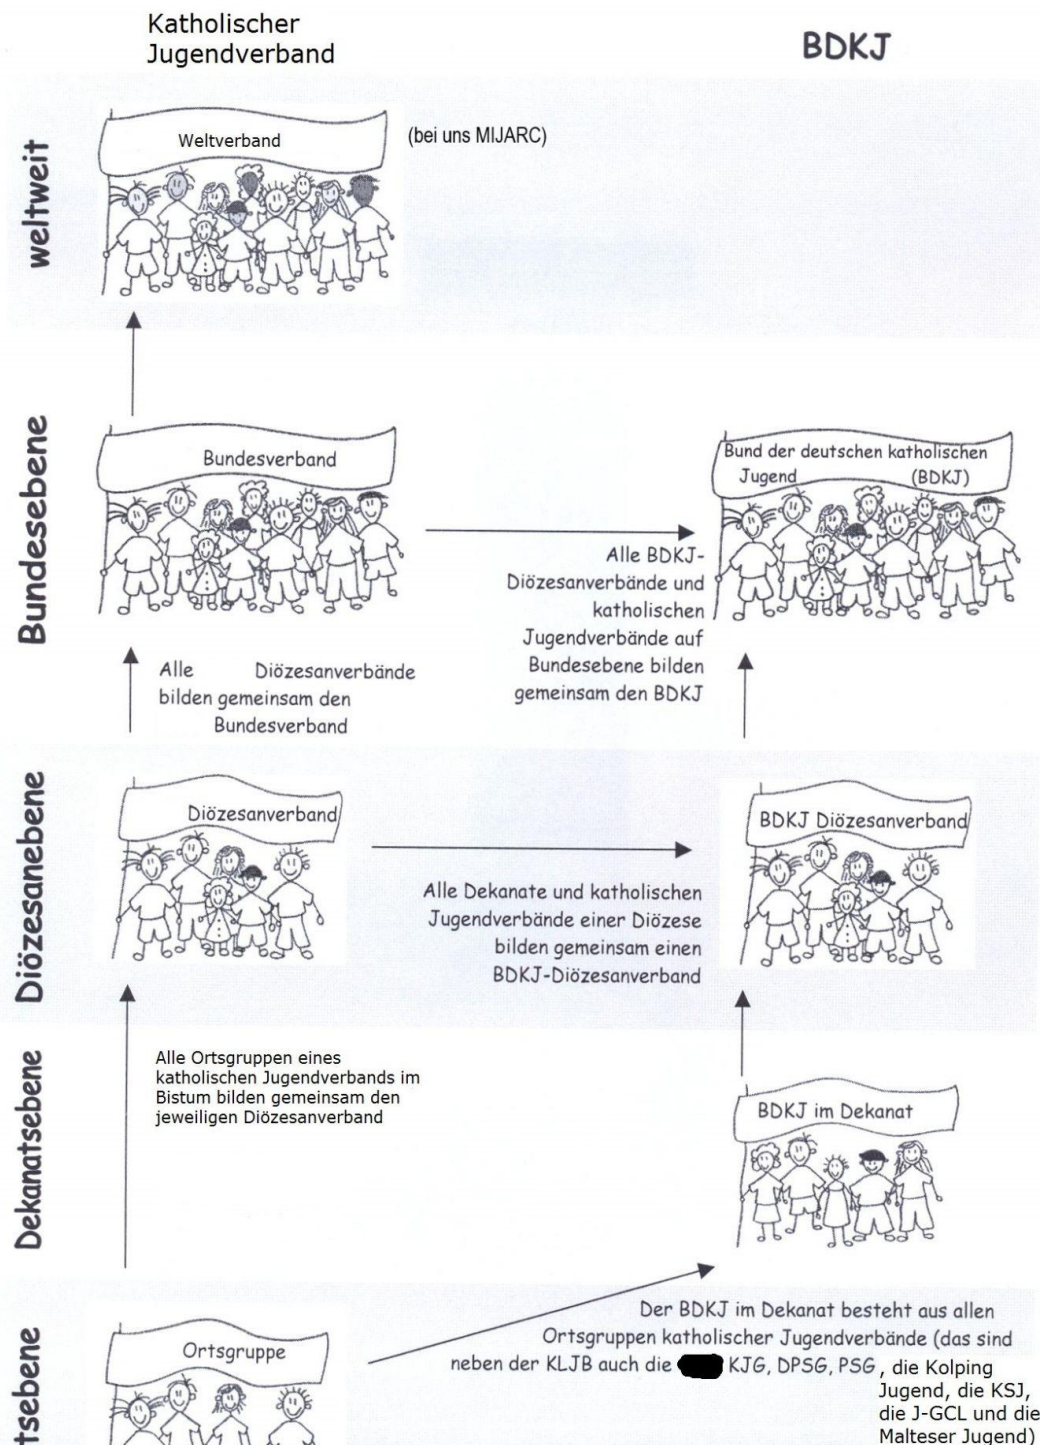 Katholischer
Jugendverband
BDKJ
weltweit
Weltverband
(bei uns MIJARC)
Bundesebene
Bundesverband
Bund der deutschen katholischen
Jugend (BDKJ)
Alle BDKJ-
Diözesanverbände und
katholischen
Jugendverbände auf
Bundesebene bilden
gemeinsam den BDKJ
Alle Diözesanverbände
bilden gemeinsam den
Bundesverband
Diözesanebene
Diözesanverband
BDKJ Diözesanverband
Alle Dekanate und katholischen
Jugendverbände einer Diözese
bilden gemeinsam einen
BDKJ-Diözesanverband
Dekanatsebene
Alle Ortsgruppen eines
katholischen Jugendverbands im
Bistum bilden gemeinsam den
jeweiligen Diözesanverband
BDKJ im Dekanat
tsebene
Ortsgruppe
Der BDKJ im Dekanat besteht aus allen
Ortsgruppen katholischer Jugendverbände (das sind
neben der KLJB auch die KJG, DPSG, PSG, die Kolping
Jugend, die KSJ,
die J-GCL und die
Malteser Jugend)